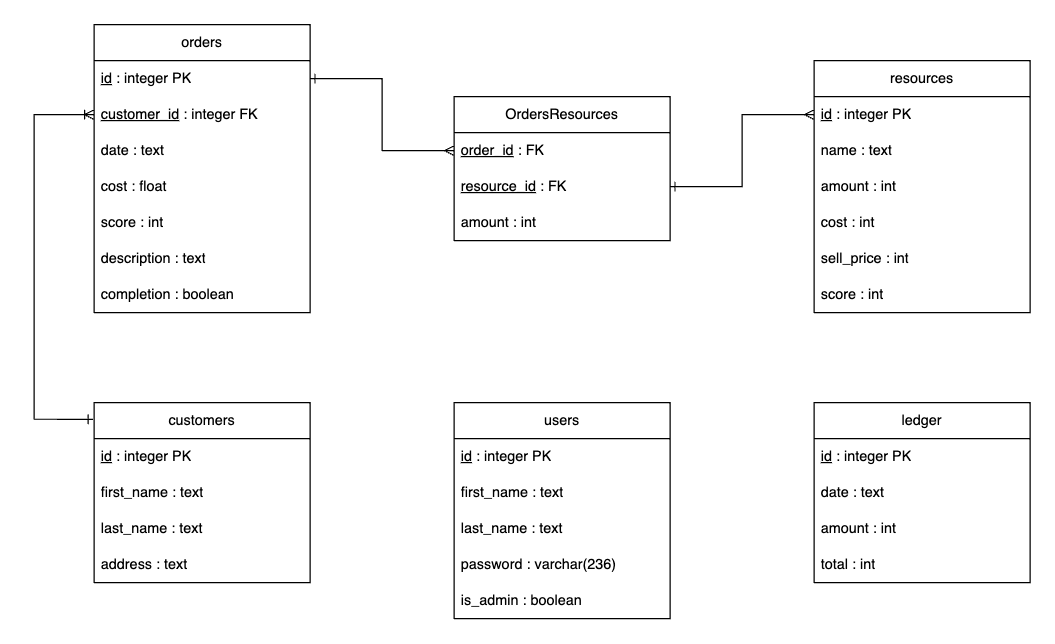 orders
id : integer PK
customer_id : integer FK
date : text
cost : float
score : int
description : text
completion : boolean
OrdersResources
order_id : FK
resource_id : FK
amount : int
resources
id : integer PK
name : text
amount : int
cost : int
sell_price : int
score : int
customers
id : integer PK
first_name : text
last_name : text
address : text
users
id : integer PK
first_name : text
last_name : text
password : varchar(236)
is_admin : boolean
ledger
id : integer PK
date : text
amount : int
total : int